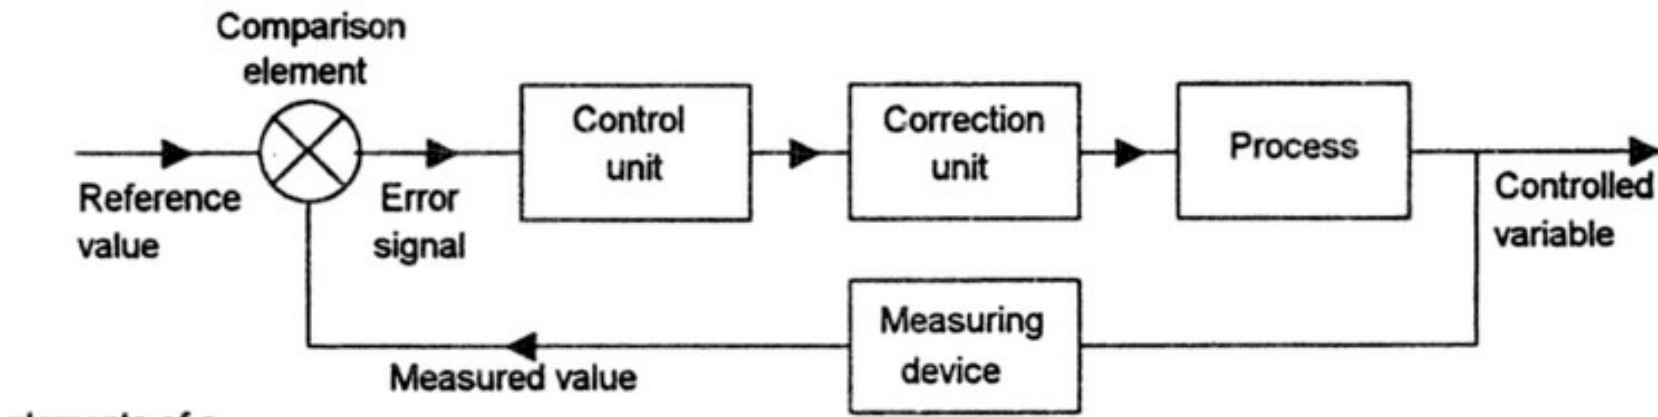 Comparison
element
Control
unit
Correction
unit
Process
Reference
value
Error
signal
Controlled
variable
Measuring
device
Measured value